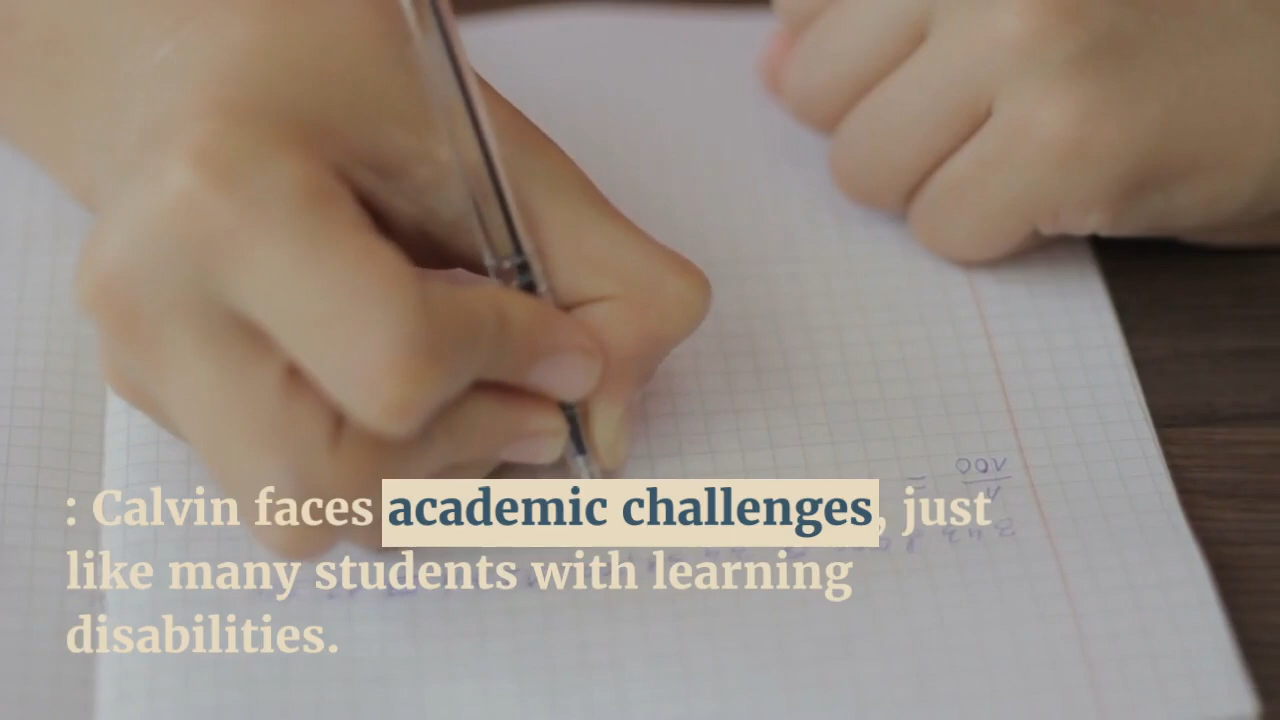 : Calvin faces academic challenges, just
like many students with learning
disabilities.